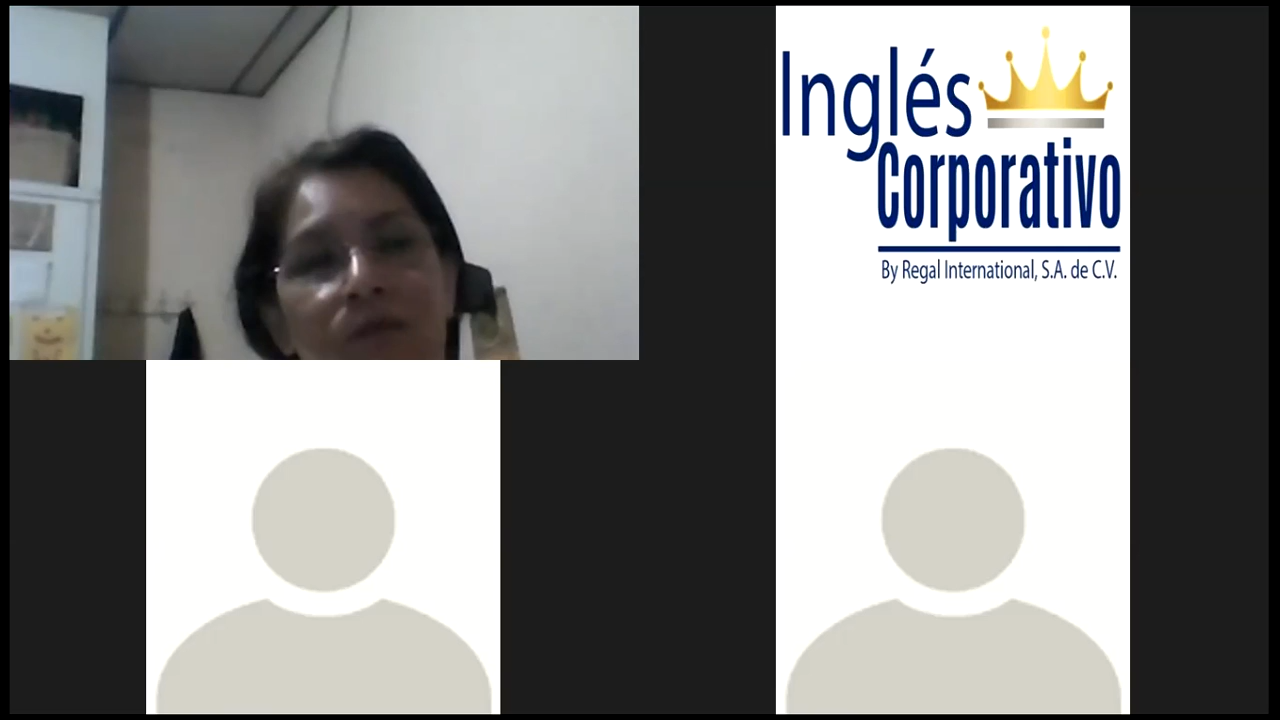 Inglés
Corporativo
By Regal International, S.A. de C.V.